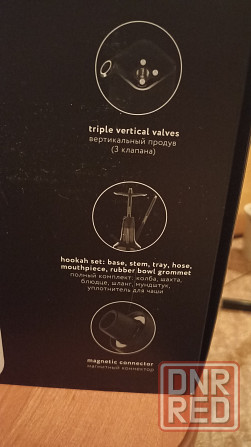 triple vertical valves
вертикальный продув
(3 клапана)
hookah set: base, stem, tray, hose,
mouthpiece, rubber bowl grommet
полный комплект: колба, шахта,
блюдце, шланг, мундштук,
уплотнитель для чаши
magnetic connector
магнитный коннектор
DNR
RED